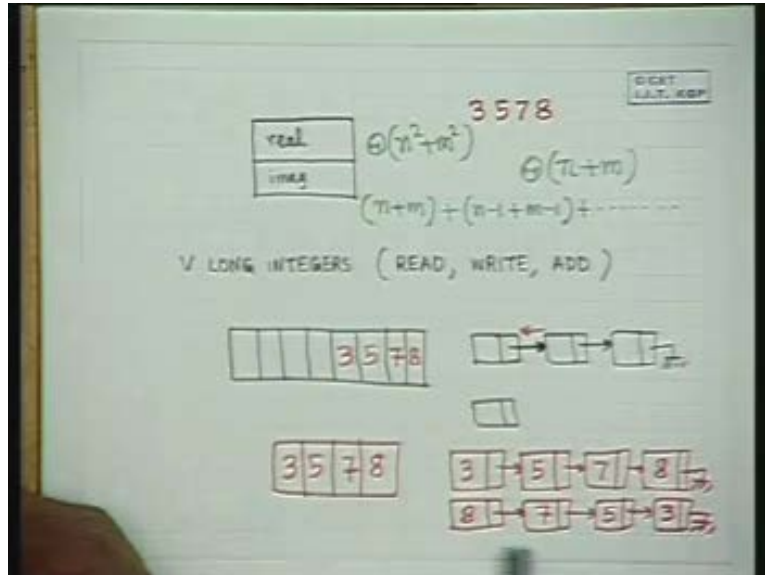 C CET
I.I.T. KGP
3578
real
Θ(n²+m²)
imag
Θ(n+m)
(n+m)+(n-1+m-1)+-------
V LONG INTEGERS (READ, WRITE, ADD)
3 5 7 8
3 5 7 8
3 5 7 8
8 7 5 3